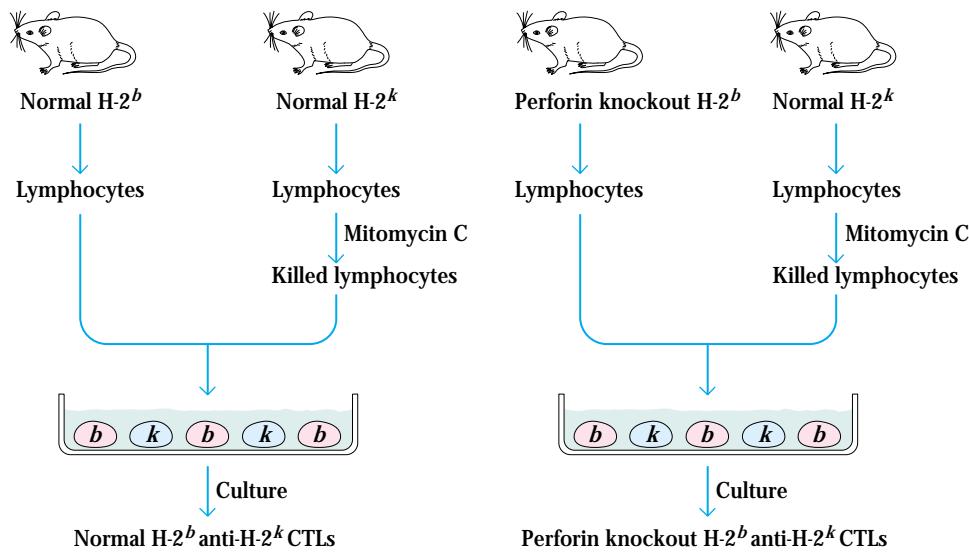 Normal H-2b
Normal H-2k
Lymphocytes
Lymphocytes
Mitomycin C
Killed lymphocytes
b k b k b
Culture
Normal H-2b anti-H-2k CTLs
Perforin knockout H-2b
Normal H-2k
Lymphocytes
Lymphocytes
Mitomycin C
Killed lymphocytes
b k b k b
Culture
Perforin knockout H-2b anti-H-2k CTLs